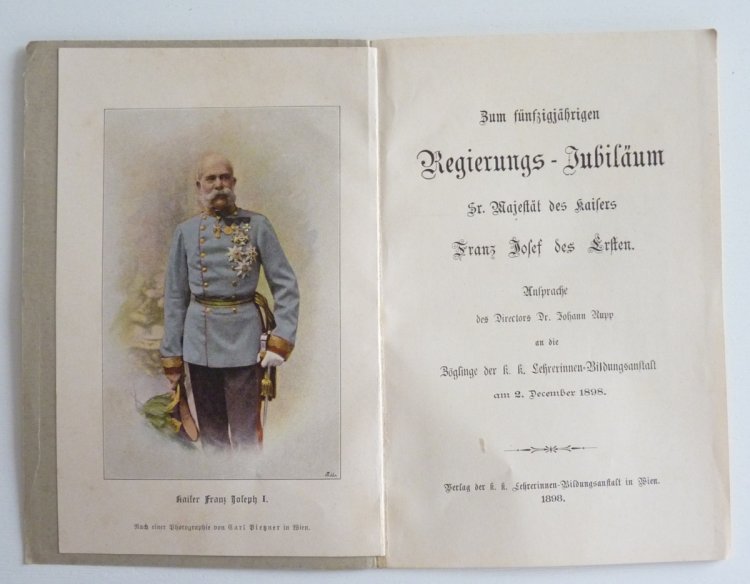 Kaiser Franz Joseph I.
Nach einer Photographie von Carl Pietzner in Wien.
Zum fünfzigjährigen
Regierungs-Jubiläum
Sr. Majestät des Kaisers
Franz Josef des Ersten.
Ansprache
des Directors Dr. Johann Rupp
an die
Zöglinge der k. k. Lehrerinnen-Bildungsanstalt
am 2. December 1898.
Verlag der k. k. Lehrerinnen-Bildungsanstalt in Wien.
1898.